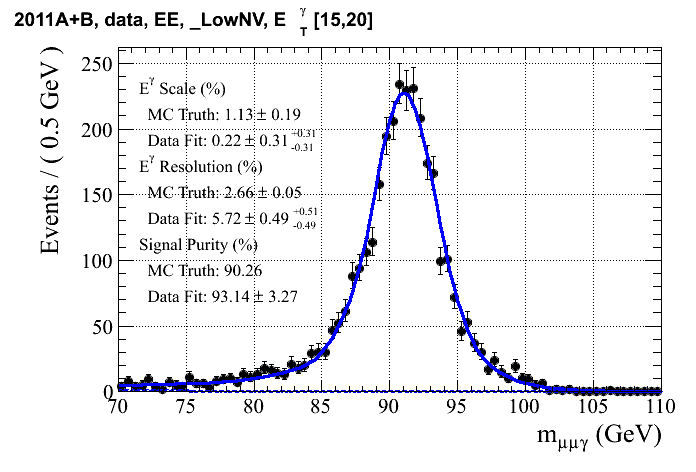 2011A+B, data, EE, _LowNV, E^γ_T [15,20]
Events / ( 0.5 GeV )
250
200
150
100
50
0
E^γ Scale (%)
MC Truth: 1.13 ± 0.19
Data Fit: 0.22 ± 0.31 +0.31 -0.31
E^γ Resolution (%)
MC Truth: 2.66 ± 0.05
Data Fit: 5.72 ± 0.49 +0.51 -0.49
Signal Purity (%)
MC Truth: 90.26
Data Fit: 93.14 ± 3.27
70 75 80 85 90 95 100 105 110
m_μμγ (GeV)